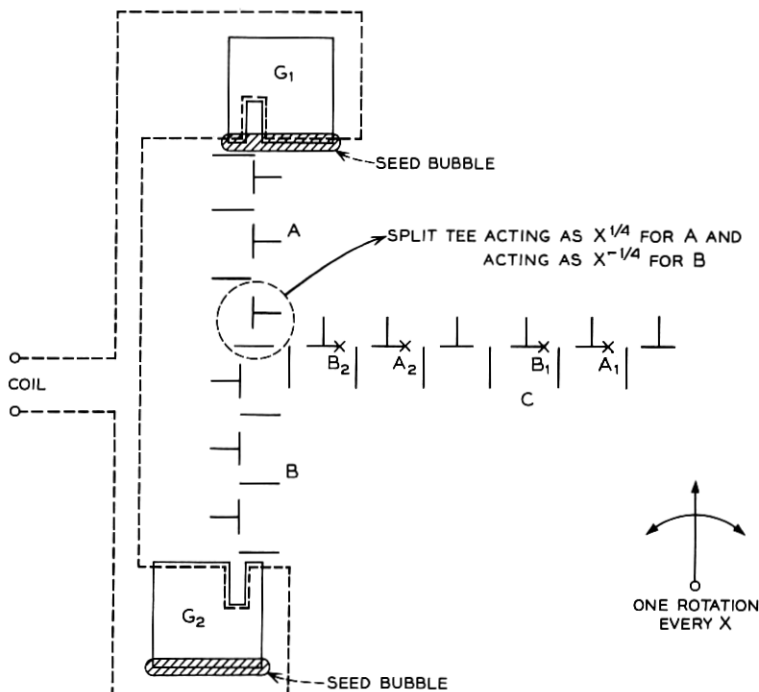 G1
SEED BUBBLE
A
SPLIT TEE ACTING AS X^1/4 FOR A AND
ACTING AS X^-1/4 FOR B
B2
A2
B1
A1
COIL
C
B
G2
ONE ROTATION
EVERY X
SEED BUBBLE